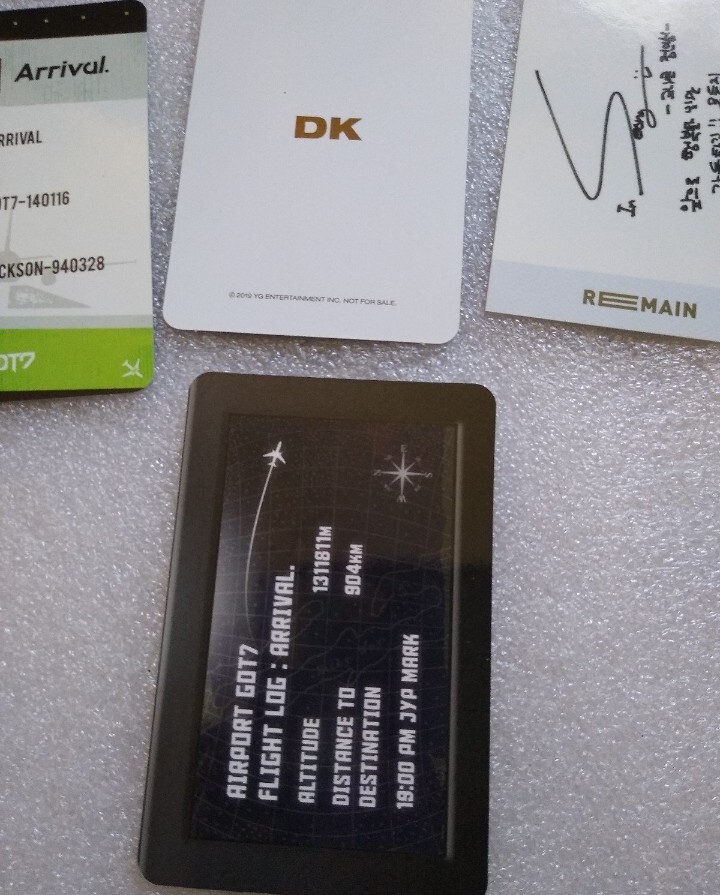 Arrival.
RRIVAL
OT7-140116
CKSON-940328
OT7
DK
© 2019 YG ENTERTAINMENT INC. NOT FOR SALE.
REMAIN
AIRPORT GOT7
FLIGHT LOG : ARRIVAL.
ALTITUDE 1311811M
DISTANCE TO 904KM
DESTINATION
19:00 PM JYP MARK